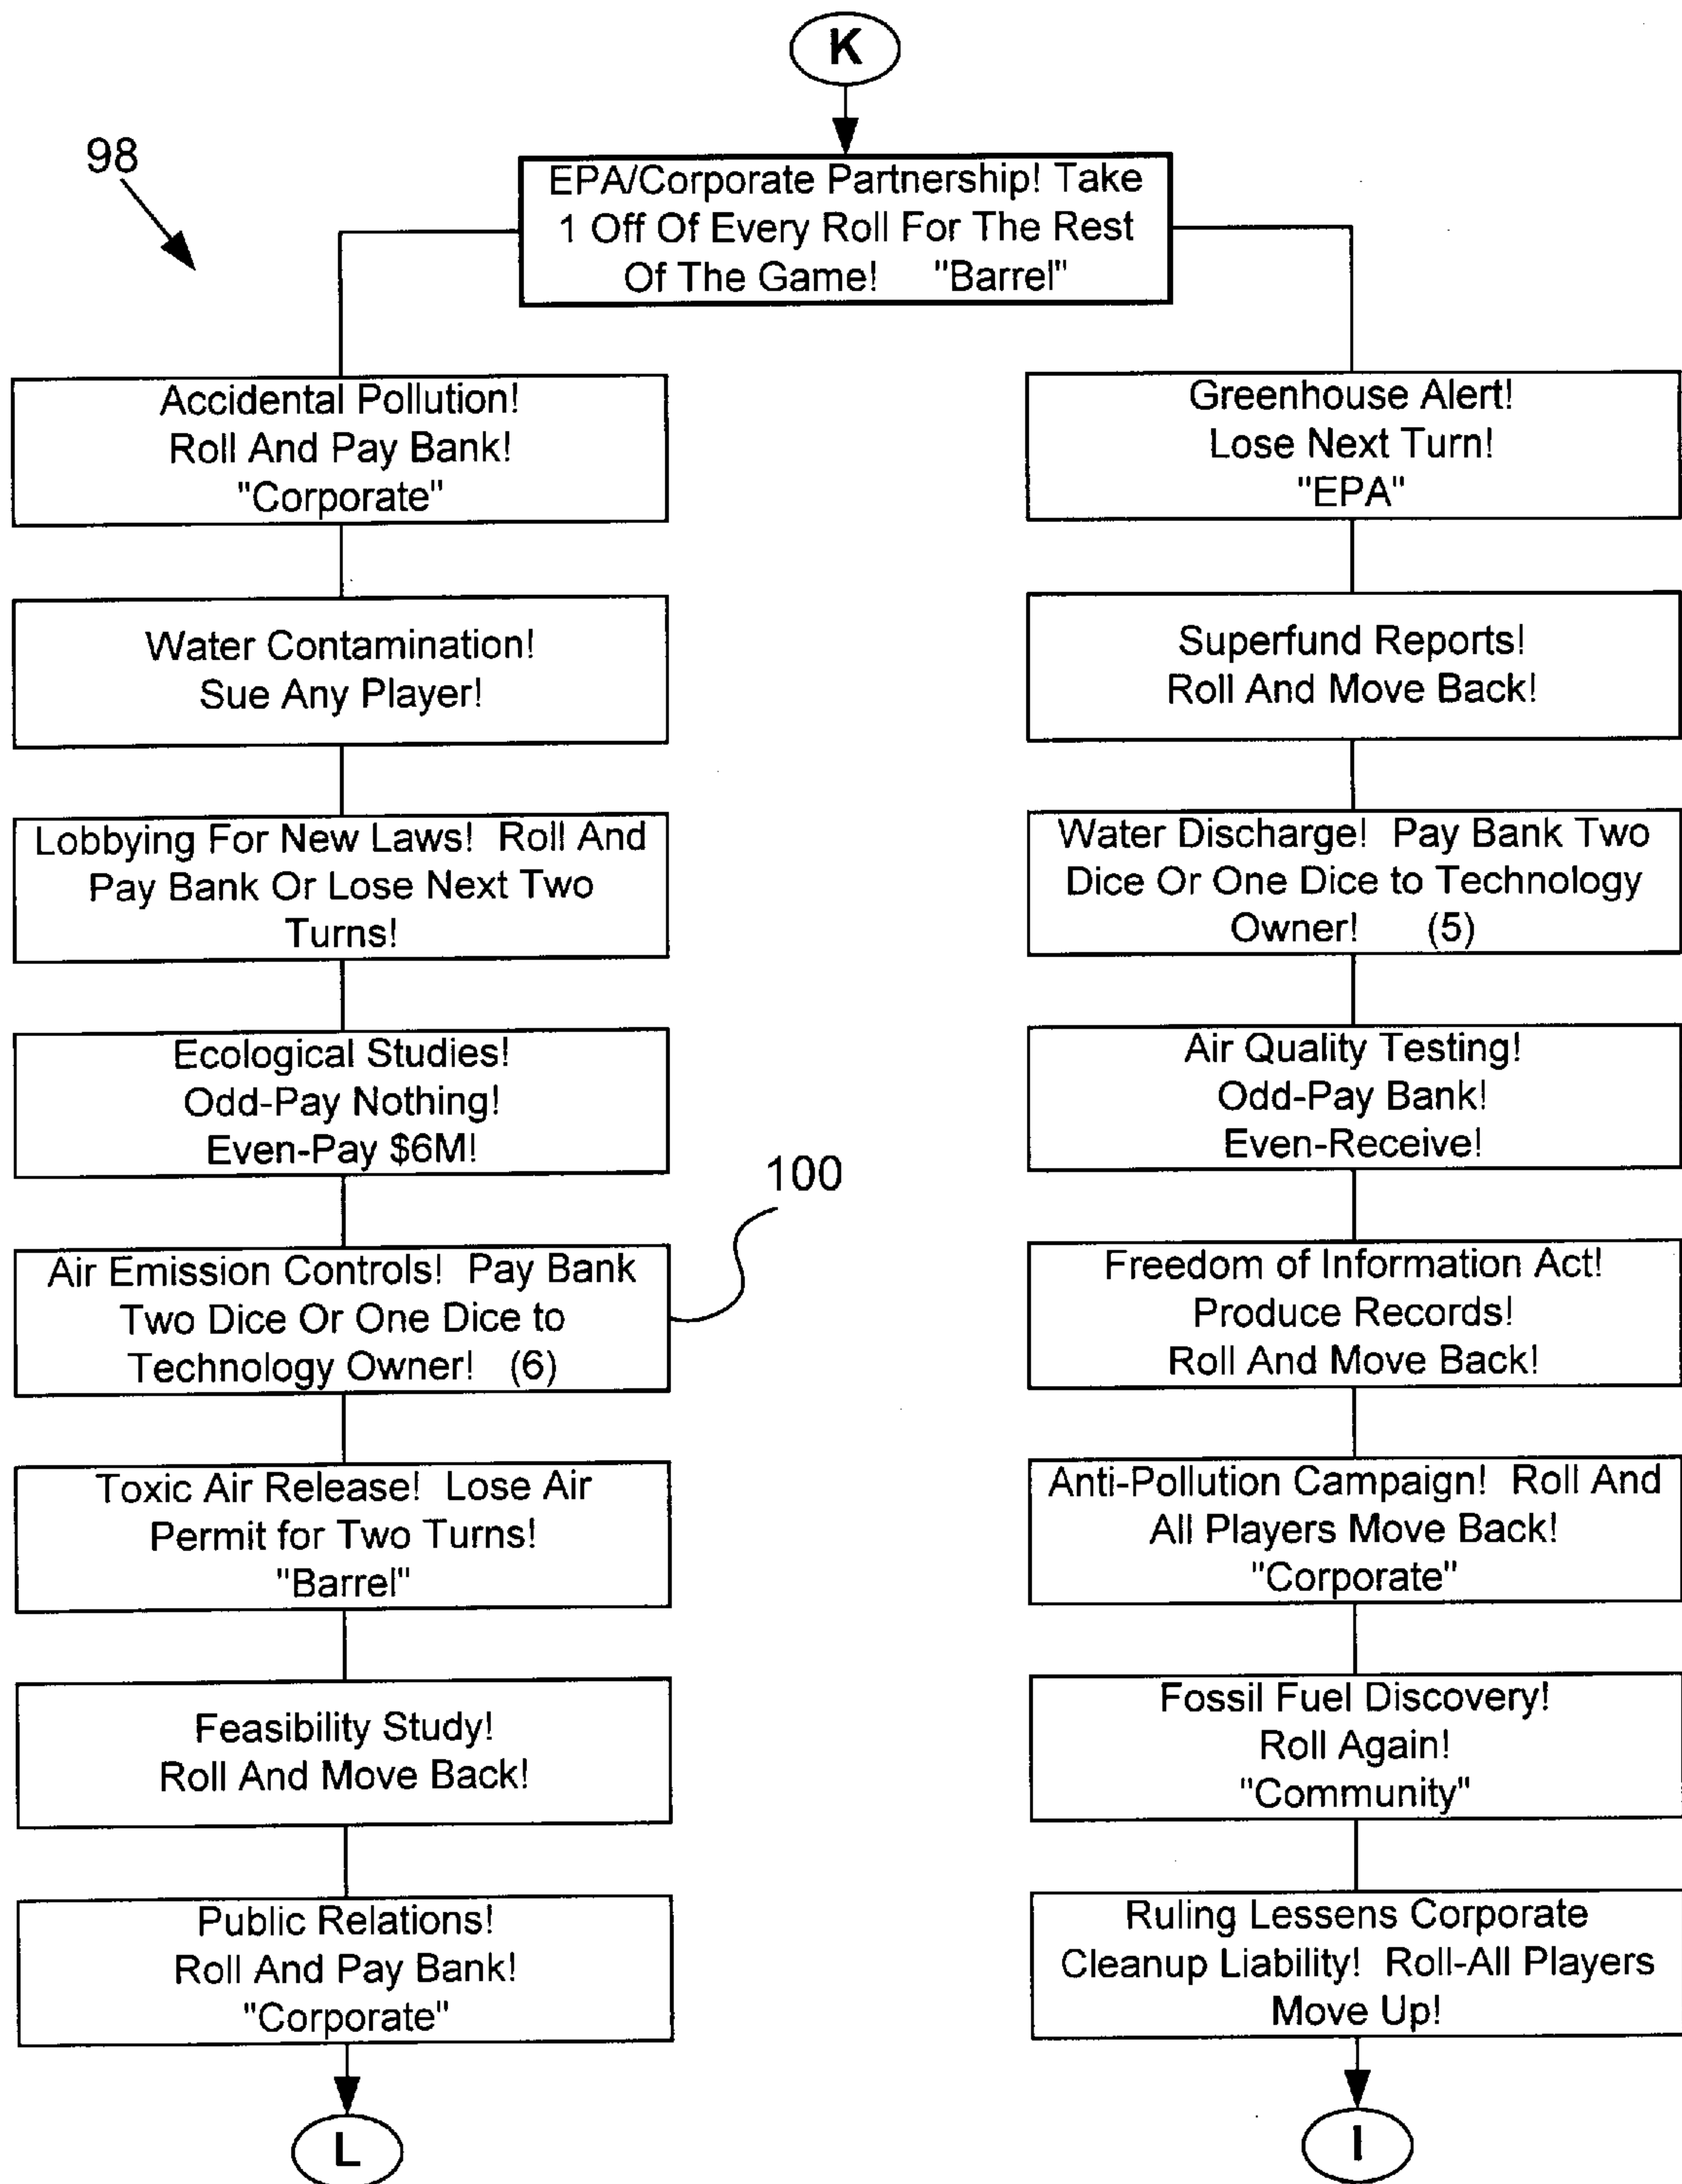 K
98
EPA/Corporate Partnership! Take
1 Off Of Every Roll For The Rest
Of The Game! "Barrel"
Accidental Pollution!
Roll And Pay Bank!
"Corporate"
Water Contamination!
Sue Any Player!
Lobbying For New Laws! Roll And
Pay Bank Or Lose Next Two
Turns!
Ecological Studies!
Odd-Pay Nothing!
Even-Pay $6M!
100
Air Emission Controls! Pay Bank
Two Dice Or One Dice to
Technology Owner! (6)
Toxic Air Release! Lose Air
Permit for Two Turns!
"Barrel"
Feasibility Study!
Roll And Move Back!
Public Relations!
Roll And Pay Bank!
"Corporate"
L
Greenhouse Alert!
Lose Next Turn!
"EPA"
Superfund Reports!
Roll And Move Back!
Water Discharge! Pay Bank Two
Dice Or One Dice to Technology
Owner! (5)
Air Quality Testing!
Odd-Pay Bank!
Even-Receive!
Freedom of Information Act!
Produce Records!
Roll And Move Back!
Anti-Pollution Campaign! Roll And
All Players Move Back!
"Corporate"
Fossil Fuel Discovery!
Roll Again!
"Community"
Ruling Lessens Corporate
Cleanup Liability! Roll-All Players
Move Up!
I